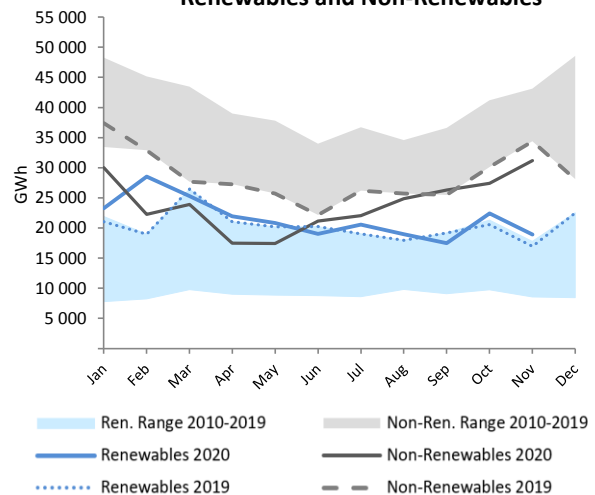 Renewables and Non-Renewables
55 000
50 000
45 000
40 000
35 000
30 000
25 000
20 000
15 000
10 000
5 000
GWh
Jan Feb Mar Apr May Jun Jul Aug Sep Oct Nov Dec
Ren. Range 2010-2019 Non-Ren. Range 2010-2019
Renewables 2020 Non-Renewables 2020
Renewables 2019 Non-Renewables 2019